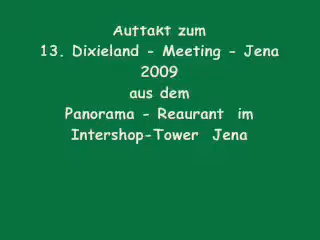 Auftakt zum
13. Dixieland - Meeting - Jena
2009
aus dem
Panorama - Reaurant im
Intershop-Tower Jena